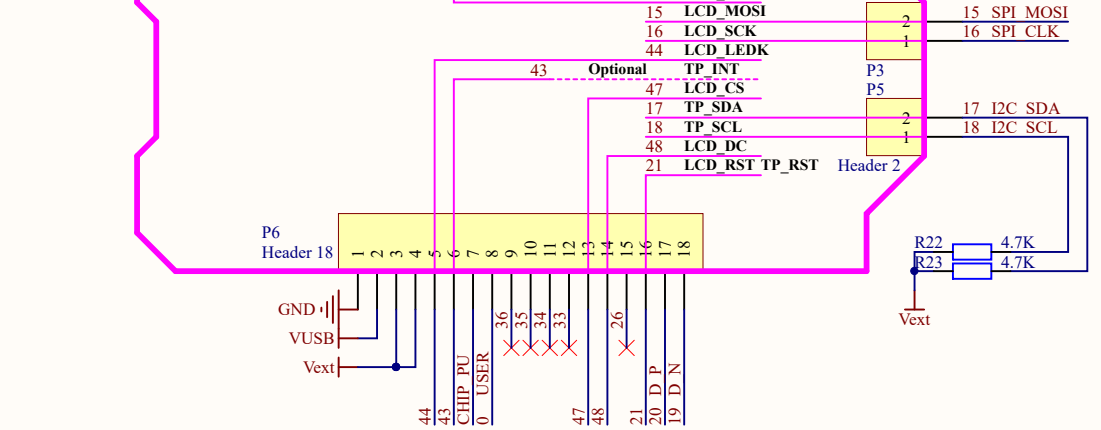 15 LCD_MOSI 2 15 SPI_MOSI
16 LCD_SCK 1 16 SPI_CLK
44 LCD_LEDK
43 Optional TP_INT P3
47 LCD_CS P5
17 TP_SDA 2 17 I2C_SDA
18 TP_SCL 1 18 I2C_SCL
48 LCD_DC
21 LCD_RST TP_RST Header 2
P6
Header 18
1 2 3 4 5 6 7 8 9 10 11 12 13 14 15 16 17 18
R22 4.7K
R23 4.7K
Vext
GND
VUSB
Vext
36 35 34 33 26
44 43 CHIP_PU 0 USER 47 48 21 20 D_P 19 D_N